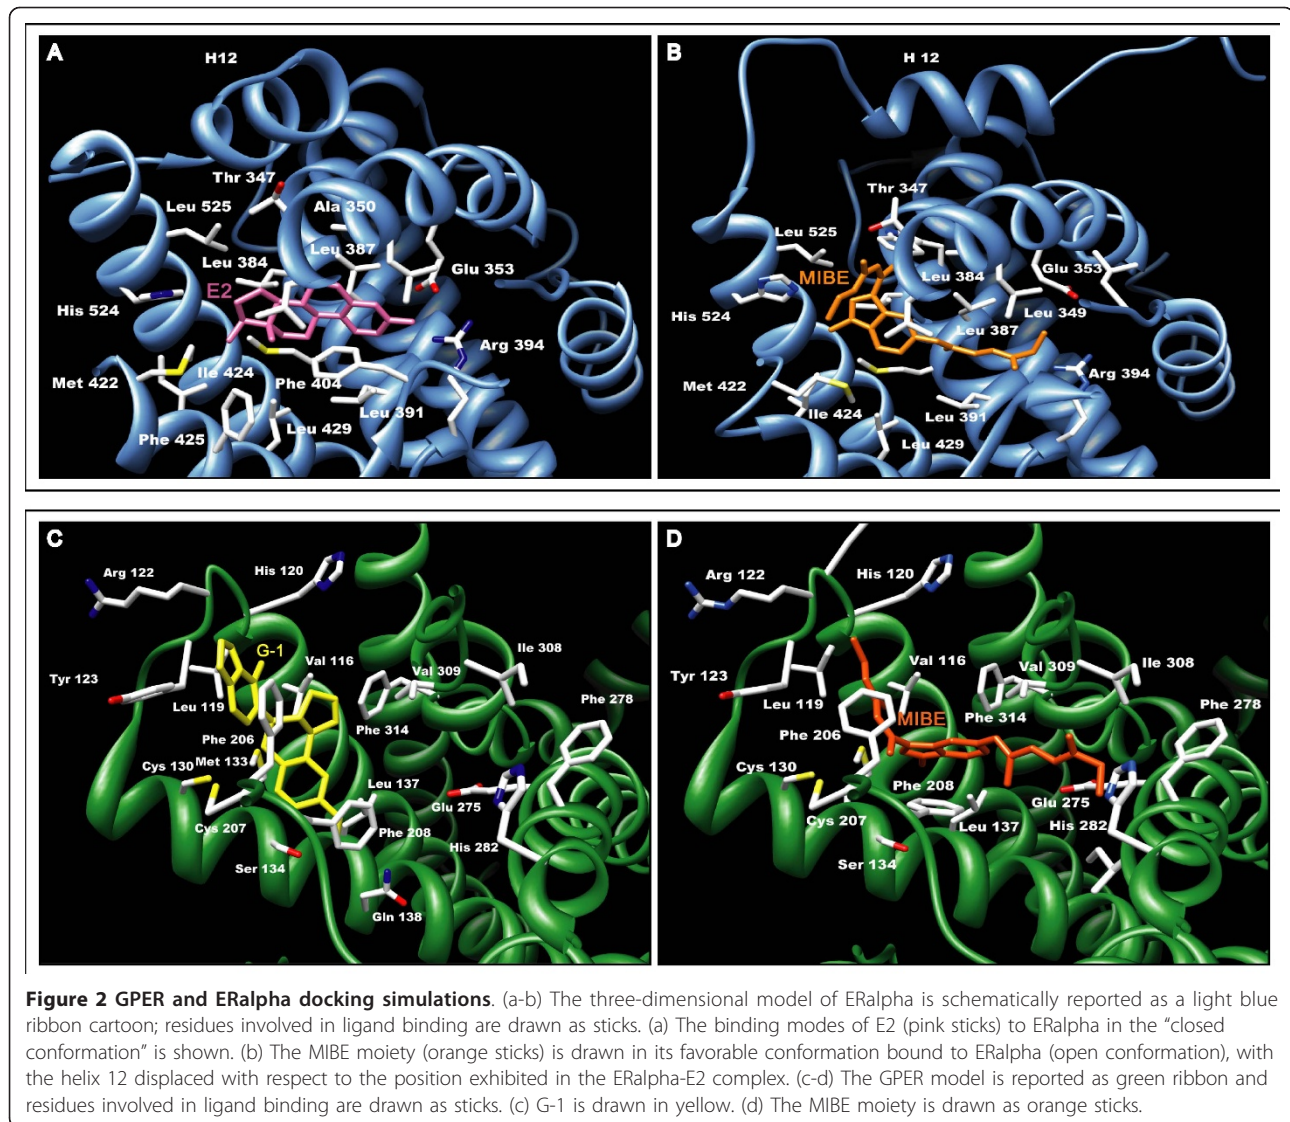 A
H12
Thr 347
Leu 525
Ala 350
Leu 384
Leu 387
Glu 353
E2
His 524
Arg 394
Met 422
Ile 424
Phe 404
Leu 391
Phe 425
Leu 429
B
H 12
Thr 347
Leu 525
MIBE
Leu 384
Glu 353
His 524
Leu 349
Leu 387
Met 422
Arg 394
Ile 424
Leu 391
Leu 429
C
Arg 122
His 120
G-1
Tyr 123
Val 116
Val 309
Ile 308
Leu 119
Phe 278
Phe 206
Phe 314
Met 133
Cys 130
Leu 137
Glu 275
Cys 207
Phe 208
His 282
Ser 134
Gln 138
D
Arg 122
His 120
Tyr 123
Val 116
Val 309
Ile 308
Leu 119
Phe 278
MIBE
Phe 314
Phe 206
Cys 130
Phe 208
Glu 275
Cys 207
Leu 137
His 282
Ser 134
Figure 2 GPER and ERalpha docking simulations. (a-b) The three-dimensional model of ERalpha is schematically reported as a light blue
ribbon cartoon; residues involved in ligand binding are drawn as sticks. (a) The binding modes of E2 (pink sticks) to ERalpha in the “closed
conformation” is shown. (b) The MIBE moiety (orange sticks) is drawn in its favorable conformation bound to ERalpha (open conformation), with
the helix 12 displaced with respect to the position exhibited in the ERalpha-E2 complex. (c-d) The GPER model is reported as green ribbon and
residues involved in ligand binding are drawn as sticks. (c) G-1 is drawn in yellow. (d) The MIBE moiety is drawn as orange sticks.